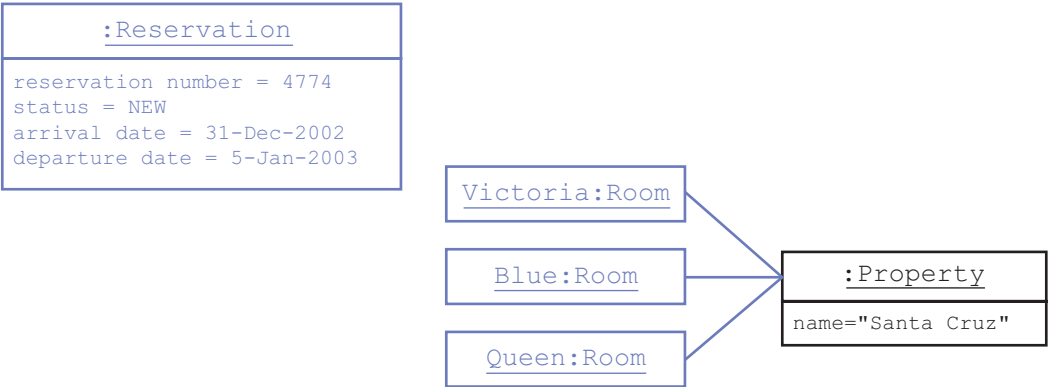 :Reservation
reservation number = 4774
status = NEW
arrival date = 31-Dec-2002
departure date = 5-Jan-2003
Victoria:Room
Blue:Room
Queen:Room
:Property
name="Santa Cruz"